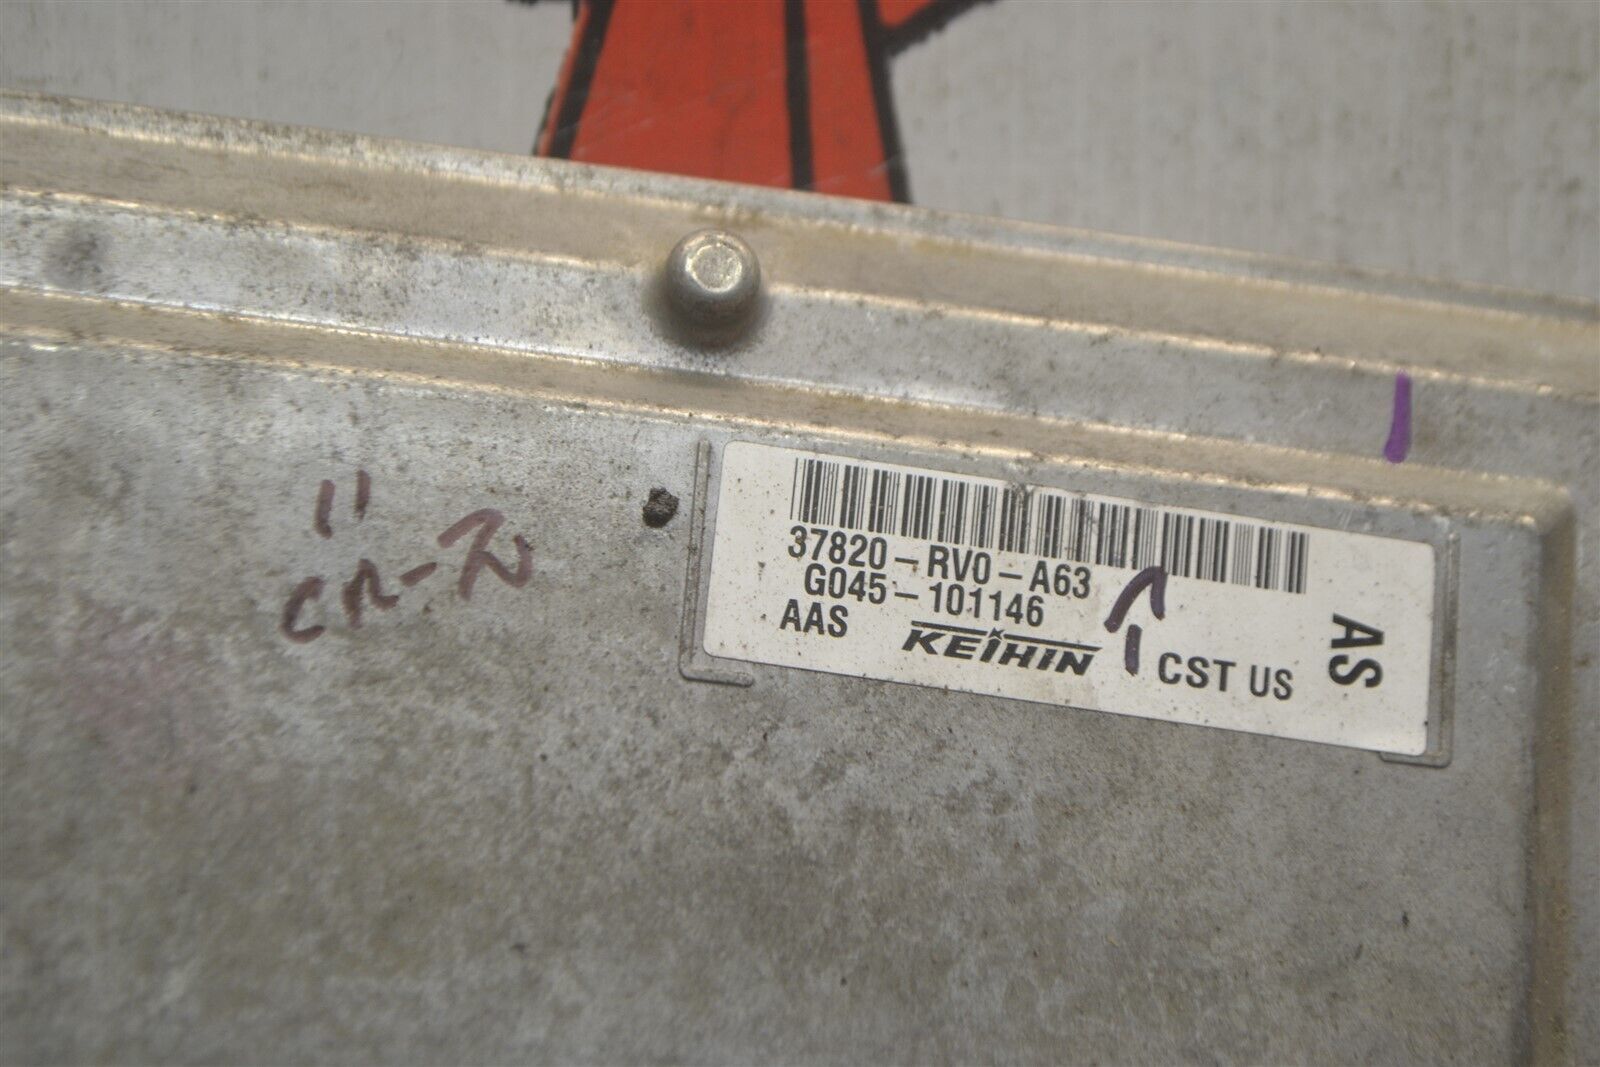 11
CR-Z
37820-RV0-A63
G045-101146
AAS KEIHIN CST US
AS